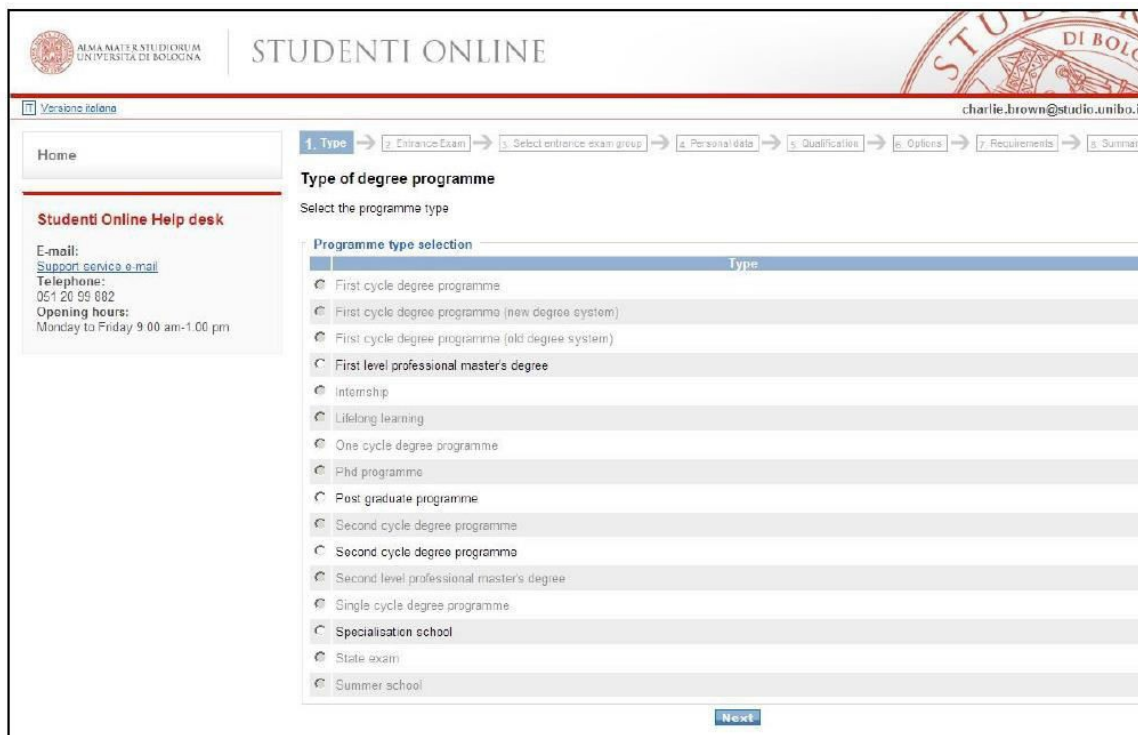 ALMA MATER STUDIORUM
UNIVERSITÀ DI BOLOGNA
STUDENTI ONLINE
STUDIO
DI BOLO
IT Versione italiana
charlie.brown@studio.unibo.i
Home
1. Type
2. Entrance Exam
3. Select entrance exam group
4. Personal data
5. Qualification
6. Options
7. Requirements
8. Summar
Type of degree programme
Select the programme type
Studenti Online Help desk
E-mail:
Support service e-mail
Telephone:
051 20 99 882
Opening hours:
Monday to Friday 9.00 am-1.00 pm
Programme type selection
Type
First cycle degree programme
First cycle degree programme (new degree system)
First cycle degree programme (old degree system)
First level professional master's degree
Internship
Lifelong learning
One cycle degree programme
Phd programme
Post graduate programme
Second cycle degree programme
Second cycle degree programme
Second level professional master's degree
Single cycle degree programme
Specialisation school
State exam
Summer school
Next